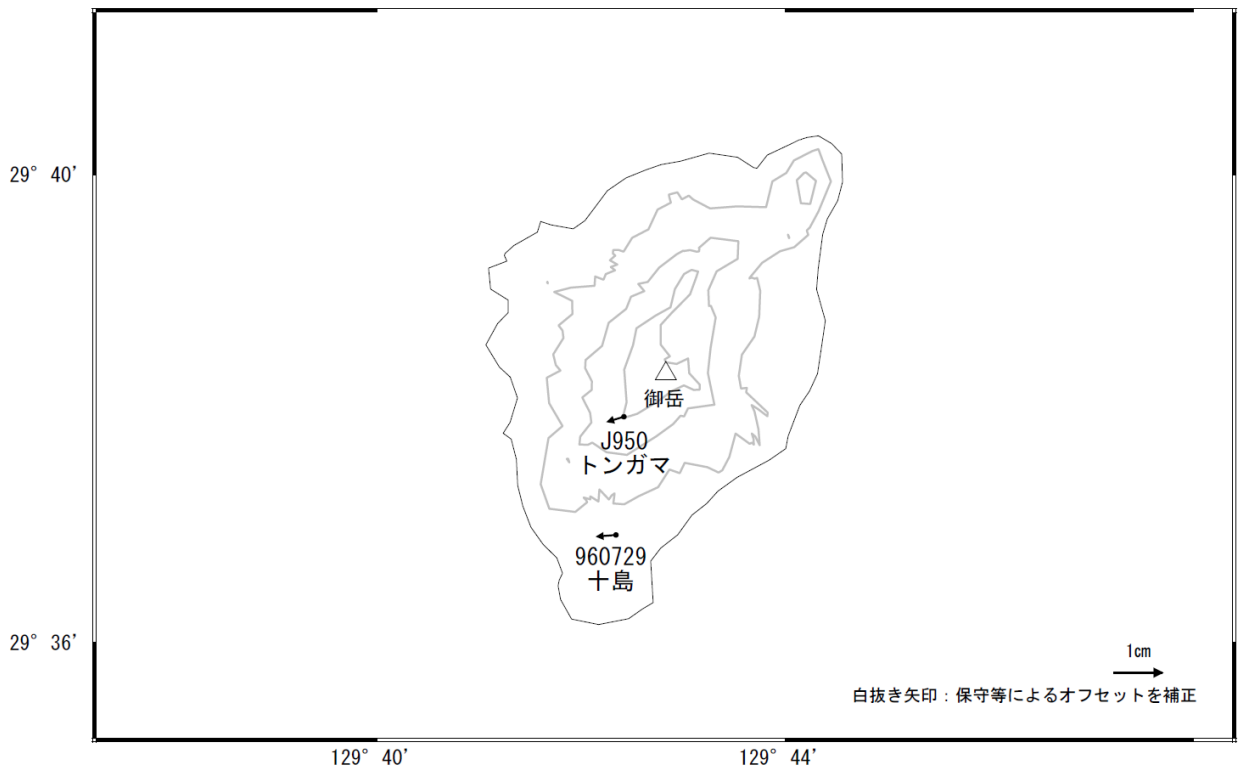 29° 40'
御岳
J950
トンガマ
960729
十島
29° 36'
1cm
白抜き矢印：保守等によるオフセットを補正
129° 40'
129° 44'